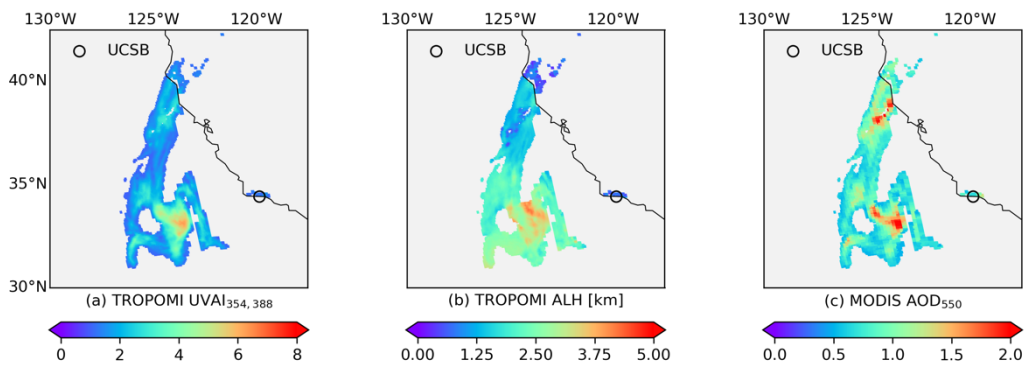 130°W 125°W 120°W 130°W 125°W 120°W 130°W 125°W 120°W
UCSB UCSB UCSB
40°N
35°N
30°N
(a) TROPOMI UVAI354, 388 (b) TROPOMI ALH [km] (c) MODIS AOD550
0 2 4 6 8 0.00 1.25 2.50 3.75 5.00 0.0 0.5 1.0 1.5 2.0